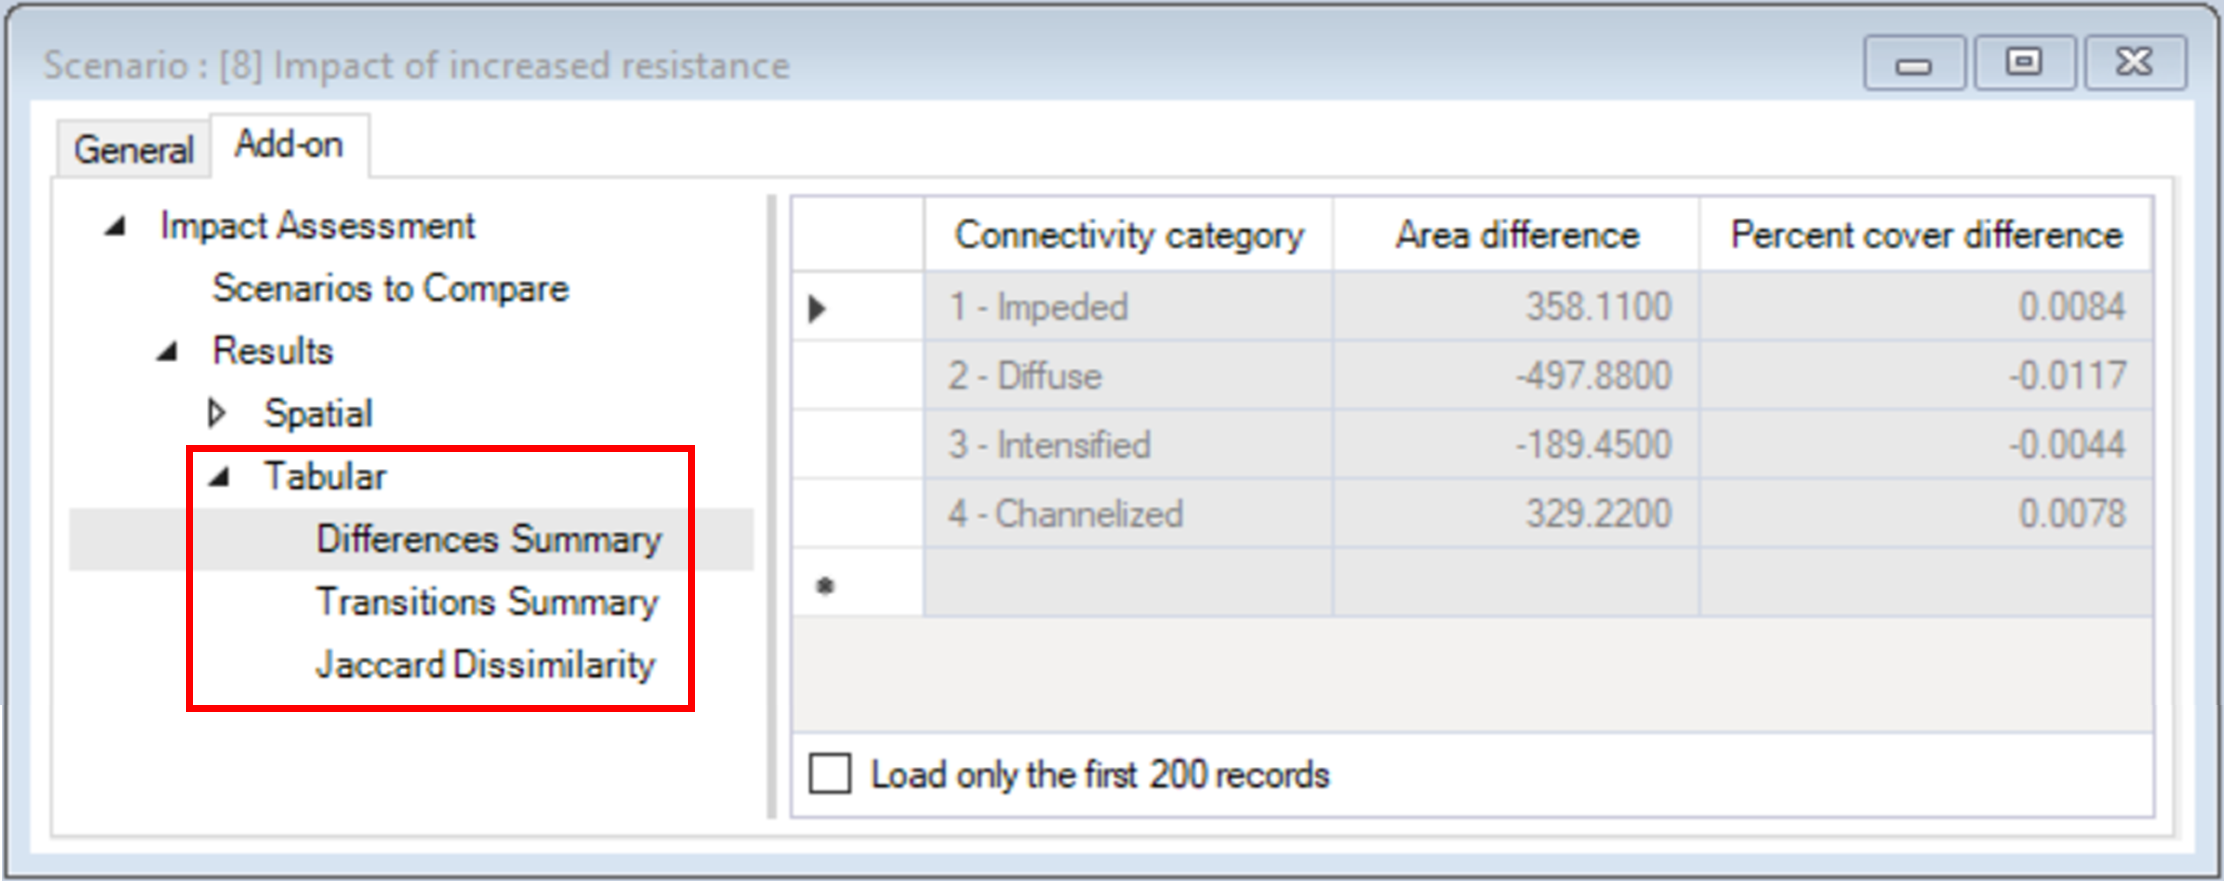 Scenario : [8] Impact of increased resistance
General
Add-on
Impact Assessment
Scenarios to Compare
Results
Spatial
Tabular
Differences Summary
Transitions Summary
Jaccard Dissimilarity
Connectivity category Area difference Percent cover difference
1 - Impeded 358.1100 0.0084
2 - Diffuse -497.8800 -0.0117
3 - Intensified -189.4500 -0.0044
4 - Channelized 329.2200 0.0078
Load only the first 200 records